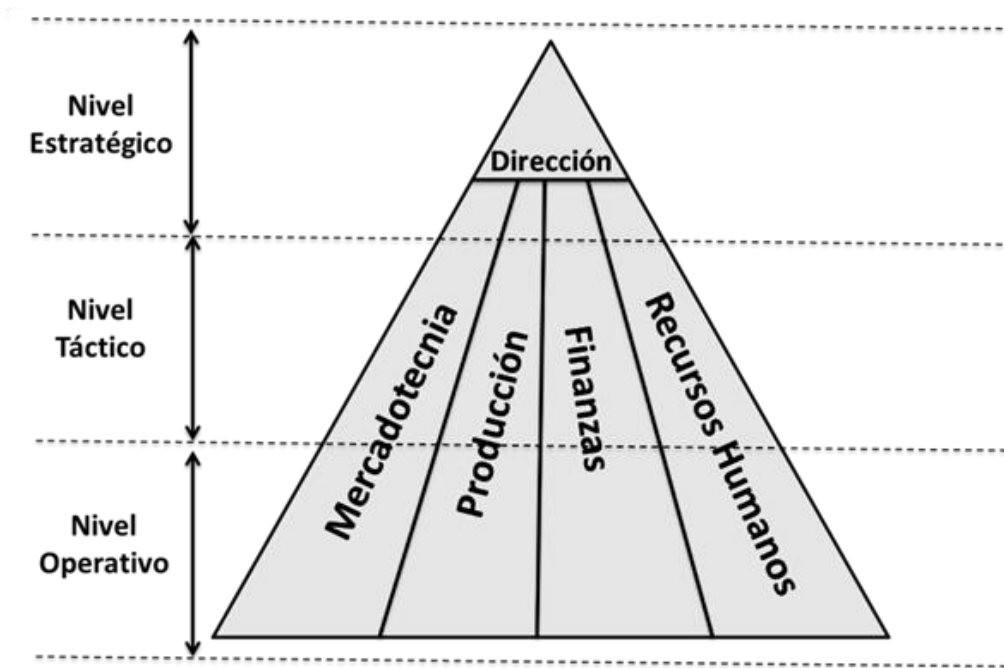 Nivel
Estratégico
Dirección
Nivel
Táctico
Mercadotecnia
Producción
Finanzas
Recursos Humanos
Nivel
Operativo